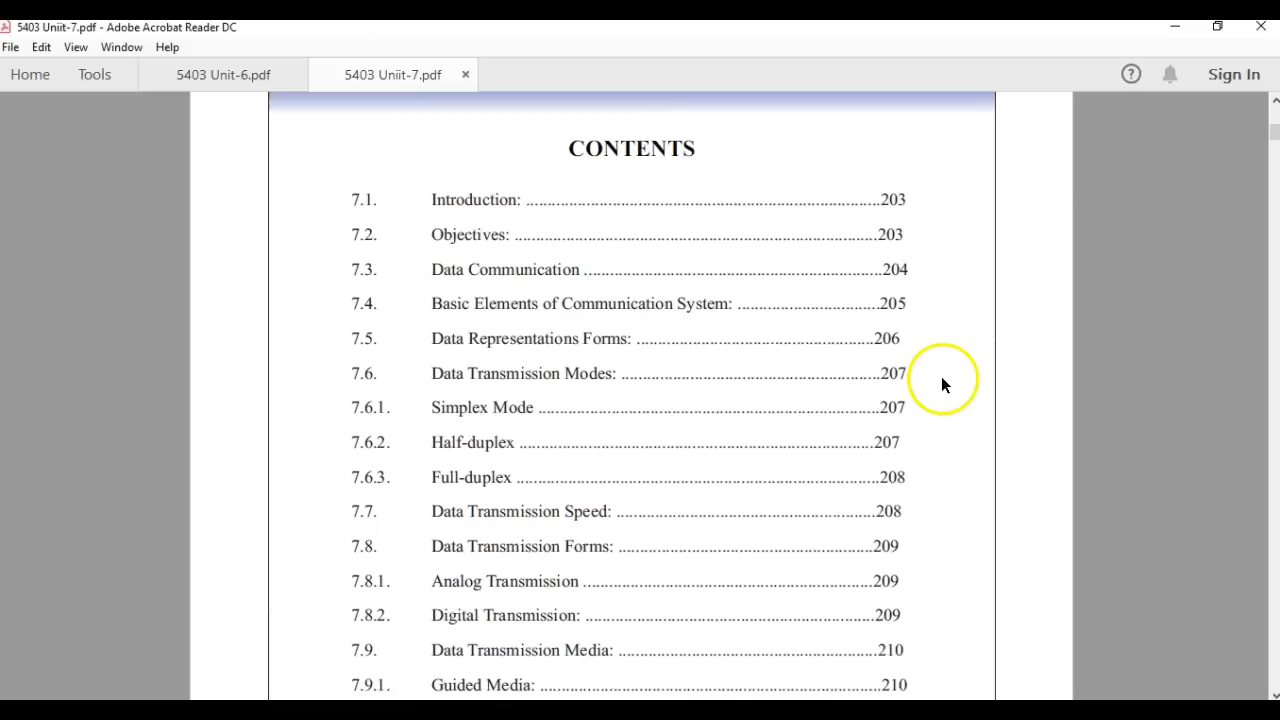 5403 Uniit-7.pdf - Adobe Acrobat Reader DC
File Edit View Window Help
Home Tools 5403 Unit-6.pdf 5403 Uniit-7.pdf × ? Sign In
CONTENTS
7.1. Introduction: ..................................................................................203
7.2. Objectives: .....................................................................................203
7.3. Data Communication .....................................................................204
7.4. Basic Elements of Communication System: .................................205
7.5. Data Representations Forms: .......................................................206
7.6. Data Transmission Modes: ............................................................207
7.6.1. Simplex Mode ...............................................................................207
7.6.2. Half-duplex ..................................................................................207
7.6.3. Full-duplex ....................................................................................208
7.7. Data Transmission Speed: ............................................................208
7.8. Data Transmission Forms: ...........................................................209
7.8.1. Analog Transmission ...................................................................209
7.8.2. Digital Transmission: ...................................................................209
7.9. Data Transmission Media: ............................................................210
7.9.1. Guided Media: ...............................................................................210